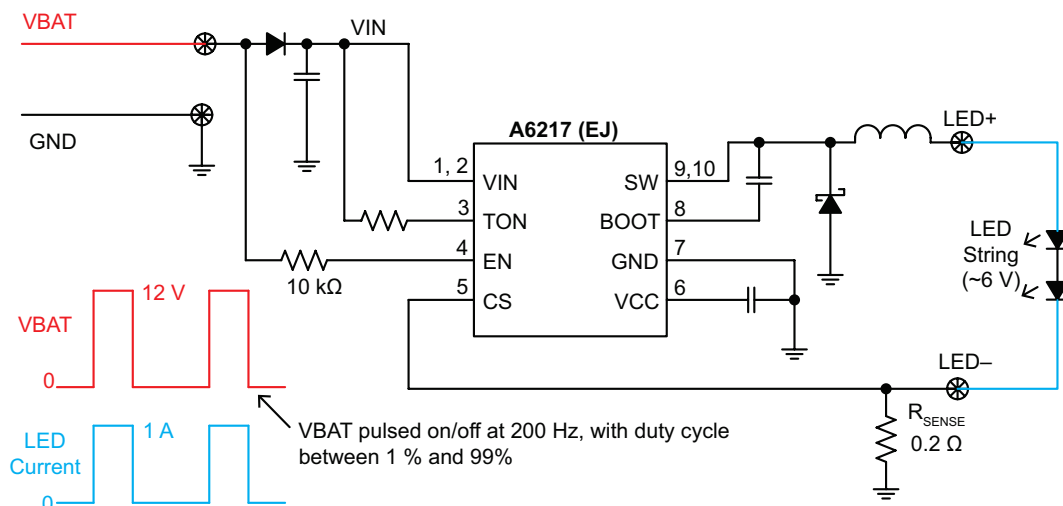 VBAT
VIN
GND
A6217 (EJ)
LED+
1, 2
VIN
SW
9,10
3
TON
BOOT
8
4
EN
GND
7
10 kΩ
5
CS
VCC
6
LED
String
(~6 V)
12 V
VBAT
0
LED–
1 A
LED
Current
0
VBAT pulsed on/off at 200 Hz, with duty cycle
between 1 % and 99%
RSENSE
0.2 Ω